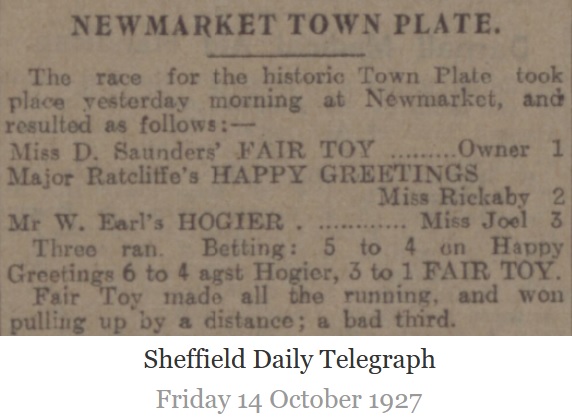 NEWMARKET TOWN PLATE.
The race for the historic Town Plate took
place yesterday morning at Newmarket, and
resulted as follows:—
Miss D. Saunders' FAIR TOY .........Owner 1
Major Ratcliffe's HAPPY GREETINGS
Miss Rickaby 2
Mr W. Earl's HOGIER . ............ Miss Joel 3
Three ran. Betting: 5 to 4 on Happy
Greetings 6 to 4 agst Hogier, 3 to 1 FAIR TOY.
Fair Toy made all the running, and won
pulling up by a distance; a bad third.
Sheffield Daily Telegraph
Friday 14 October 1927